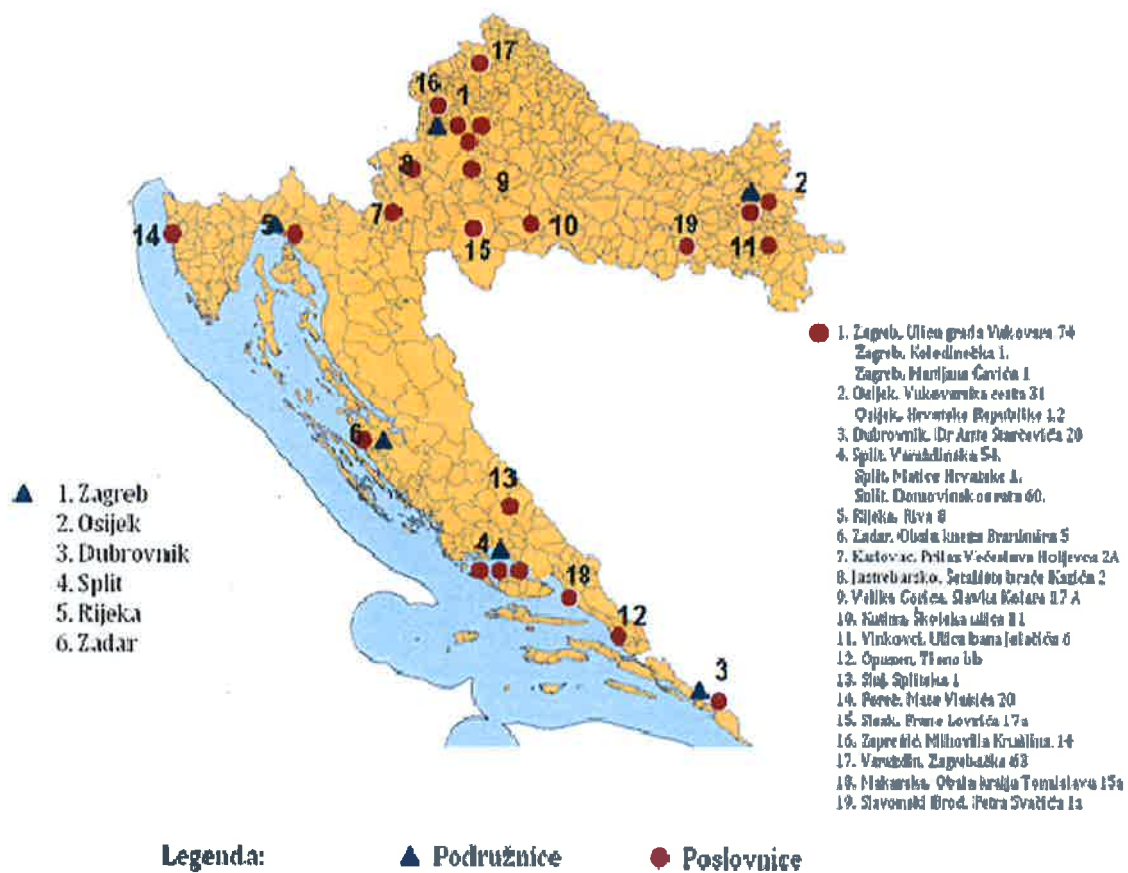 17
16
1
8
9
2
7
10
19
14
5
15
11
6
13
4
18
12
3
1. Zagreb
2. Osijek
3. Dubrovnik
4. Split
5. Rijeka
6. Zadar
1. Zagreb, Ulica grada Vukovara 74
Zagreb, 1.
Zagreb, Marijana Čavića 1
2. Osijek, Vukovarska cesta 31
Osijek, Hrvatske Republike
3. Dubrovnik, Dr Ante Starčevića 20
4. Split, Varaždinska 54,
Split, Matice Hrvatske 1,
Split, Domovinskog rata 60.
5. Rijeka, Riva 8
6. Zadar, Obala kneza Branimira 5
7. Karlovac, Prilaz Većeslava Holjevca 2A
8. Jastrebarsko, Šetalište braće Kazića 2
9. Velika Gorica, Slavka Kolara 17 A
10. Kutina, Školska ulica 11
11. Vinkovci, Ulica bana Jelačića 6
12. Opuzen, bb
13. Sinj, Splitska 1
14. Poreč, Mate Vlašića 20
15. Sisak, Frane Lovrića 17a
16. Zaprešić, Mihovila Krušlina 14
17. Varaždin, Zagrebačka 63
18. Makarska, Obala kralja Tomislava 15a
19. Slavonski Brod, Petra Svačića 1a
Legenda: Podružnice Poslovnice